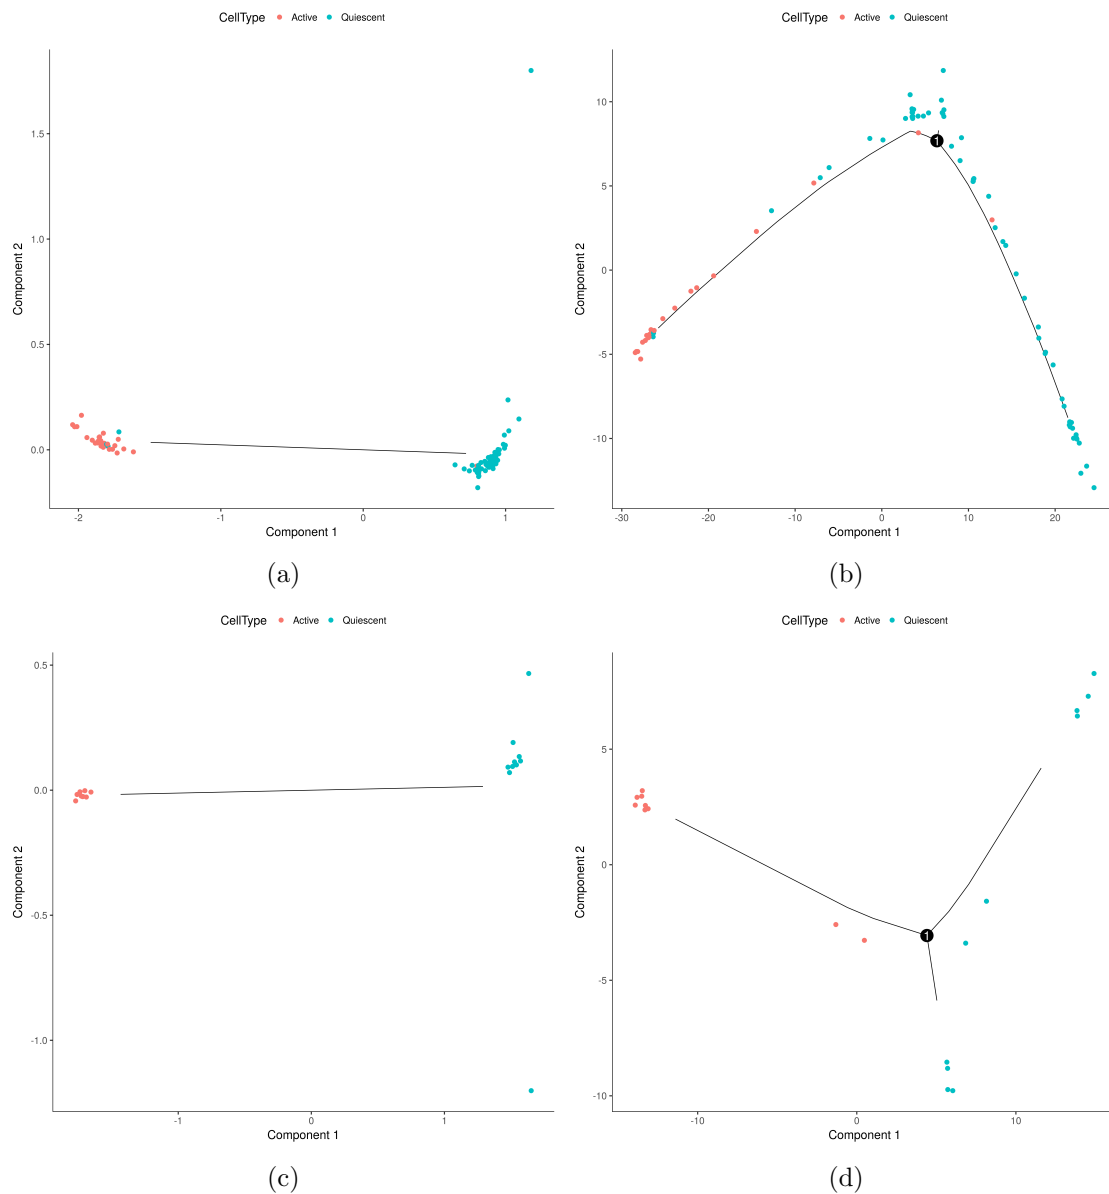 CellType Active Quiescent
1.5
1.0
0.5
0.0
Component 2
-2 -1 0 1
Component 1
(a)
CellType Active Quiescent
10
5
0
-5
-10
Component 2
1
-30 -20 -10 0 10 20
Component 1
(b)
CellType Active Quiescent
0.5
0.0
-0.5
-1.0
Component 2
-1 0 1
Component 1
(c)
CellType Active Quiescent
5
0
-5
-10
Component 2
1
-10 0 10
Component 1
(d)